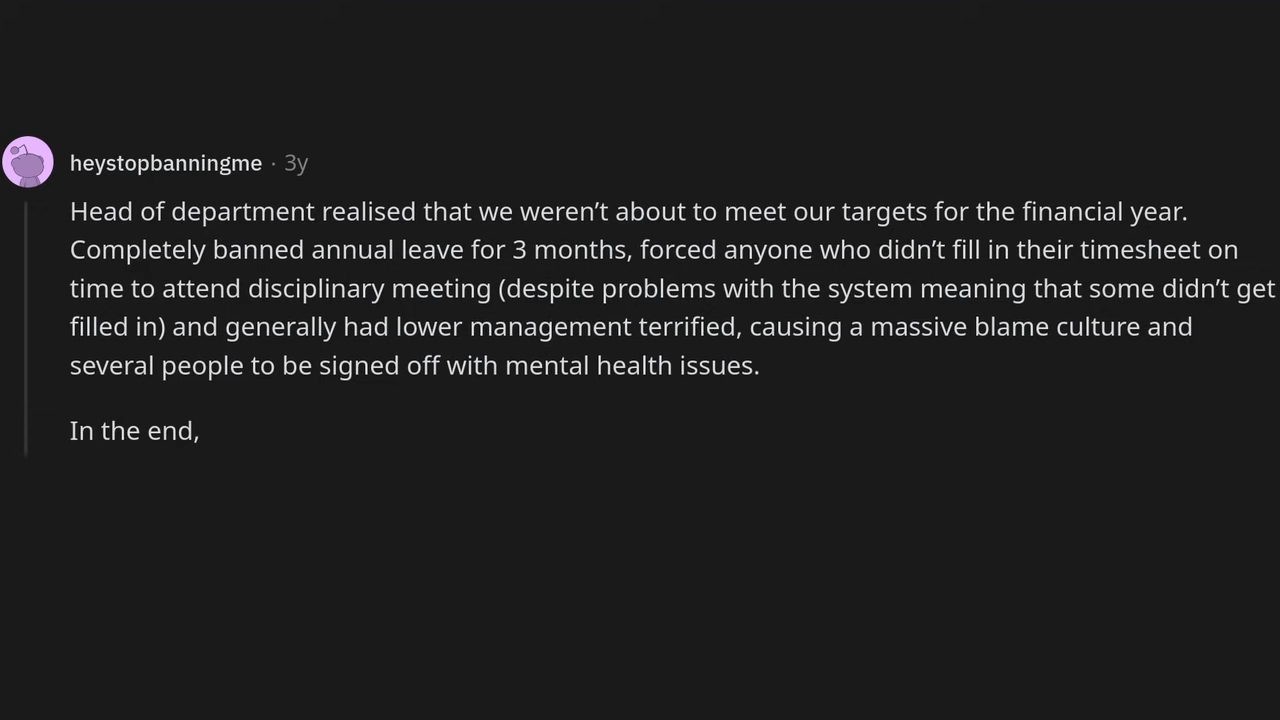 heystopbanningme · 3y
Head of department realised that we weren’t about to meet our targets for the financial year.
Completely banned annual leave for 3 months, forced anyone who didn’t fill in their timesheet on
time to attend disciplinary meeting (despite problems with the system meaning that some didn’t get
filled in) and generally had lower management terrified, causing a massive blame culture and
several people to be signed off with mental health issues.
In the end,